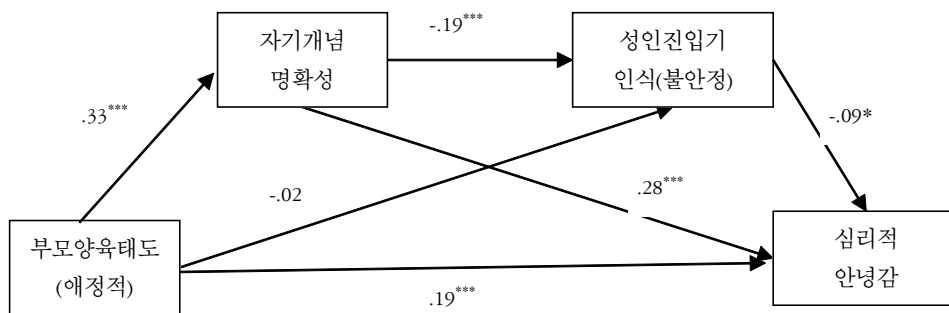 -.19***
자기개념
명확성
성인진입기
인식(불안정)
.33***
-.09*
-.02
.28***
부모양육태도
(애정적)
심리적
안녕감
.19***